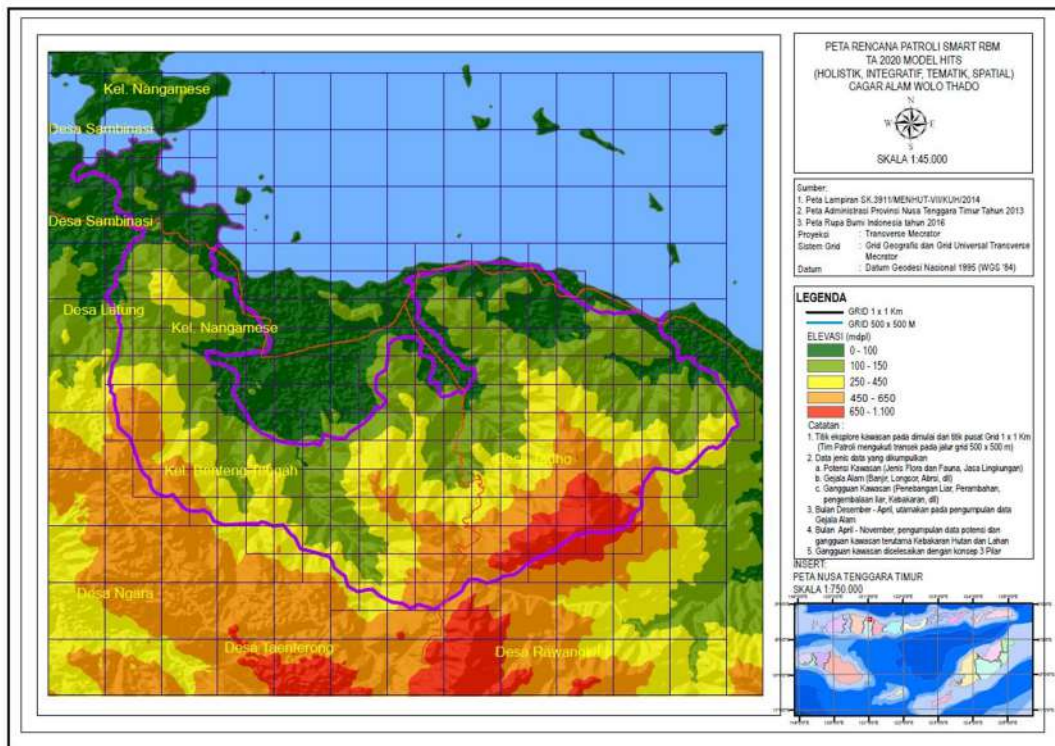 Kel. Nangamese
Desa Sambinasi
Desa Sambinasi
Desa Latung
Kel. Nangamese
Kel. Benteng Tengah
Desa Ngara
Desa Taenterong
Desa Rawangkalo
PETA RENCANA PATROLI SMART RBM
TA 2020 MODEL HITS
(HOLISTIK, INTEGRATIF, TEMATIK, SPATIAL)
CAGAR ALAM WOLO THADO
N
W E
S
SKALA 1:45.000
Sumber:
1. Peta Lampiran SK.3911/MENHUT-VII/KUH/2014
2. Peta Administrasi Provinsi Nusa Tenggara Timur Tahun 2013
3. Peta Rupa Bumi Indonesia tahun 2016
Proyeksi : Transverse Mecrator
Sistem Grid : Grid Geografis dan Grid Universal Transverse
Mecrator
Datum : Datum Geodesi Nasional 1995 (WGS '84)
LEGENDA
GRID 1 x 1 Km
GRID 500 x 500 M
ELEVASI (mdpl)
0 - 100
100 - 150
250 - 450
450 - 650
650 - 1.100
Catatan :
1. Titik eksplore kawasan pada dimulai dari titik pusat Grid 1 x 1 Km
(Tim Patroli mengikuti transek pada jalur grid 500 x 500 m)
2. Data jenis data yang dikumpulkan
a. Potensi Kawasan (Jenis Flora dan Fauna, Jasa Lingkungan)
b. Gejala Alam (Banjir, Longsor, Abrsi, dll)
c. Gangguan Kawasan (Penebangan Liar, Perambahan,
pengembalaan liar, Kebakaran, dll)
3. Bulan Desember - April, utamakan pada pengumpulan data
Gejala Alam.
4. Bulan April - November, pengumpulan data potensi dan
gangguan kawasan terutama Kebakaran Hutan dan Lahan
5. Gangguan kawasan diselesaikan dengan konsep 3 Pilar
INSERT:
PETA NUSA TENGGARA TIMUR
SKALA 1:750.000